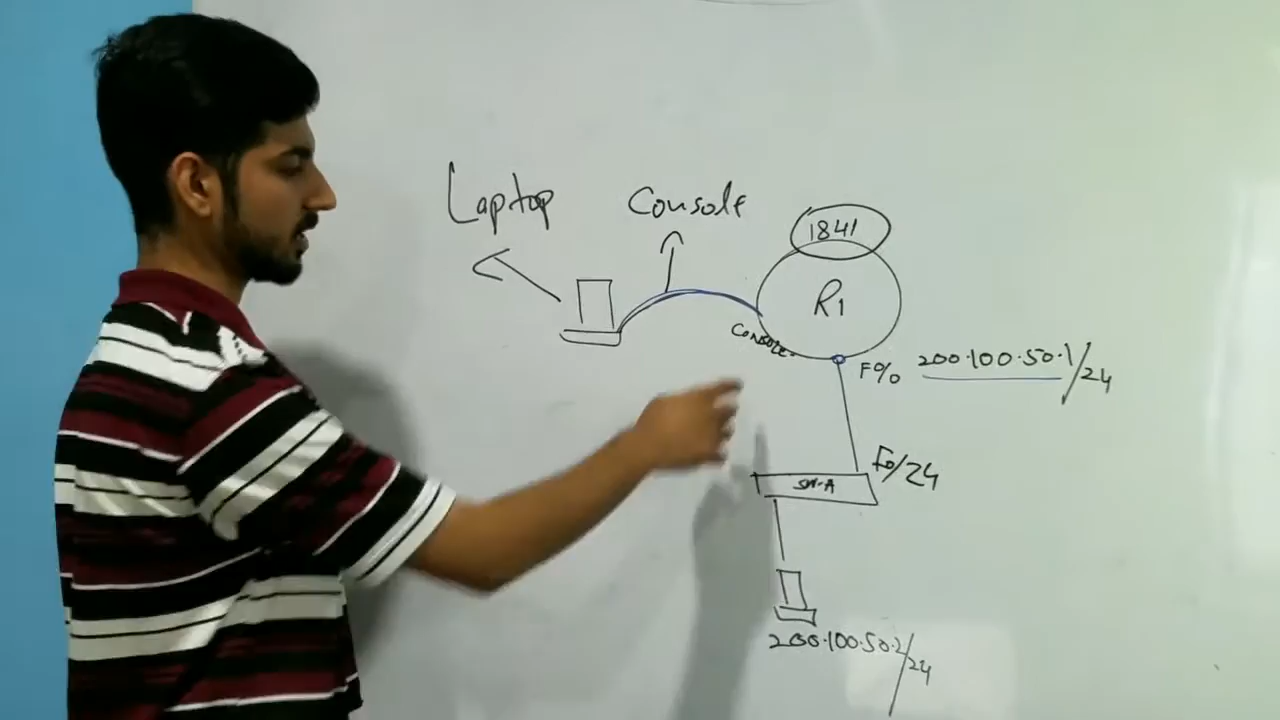 Laptop
Console
1841
R1
CONSOLE
F0/0
200.100.50.1/24
F0/24
SW-A
200.100.50.2/24